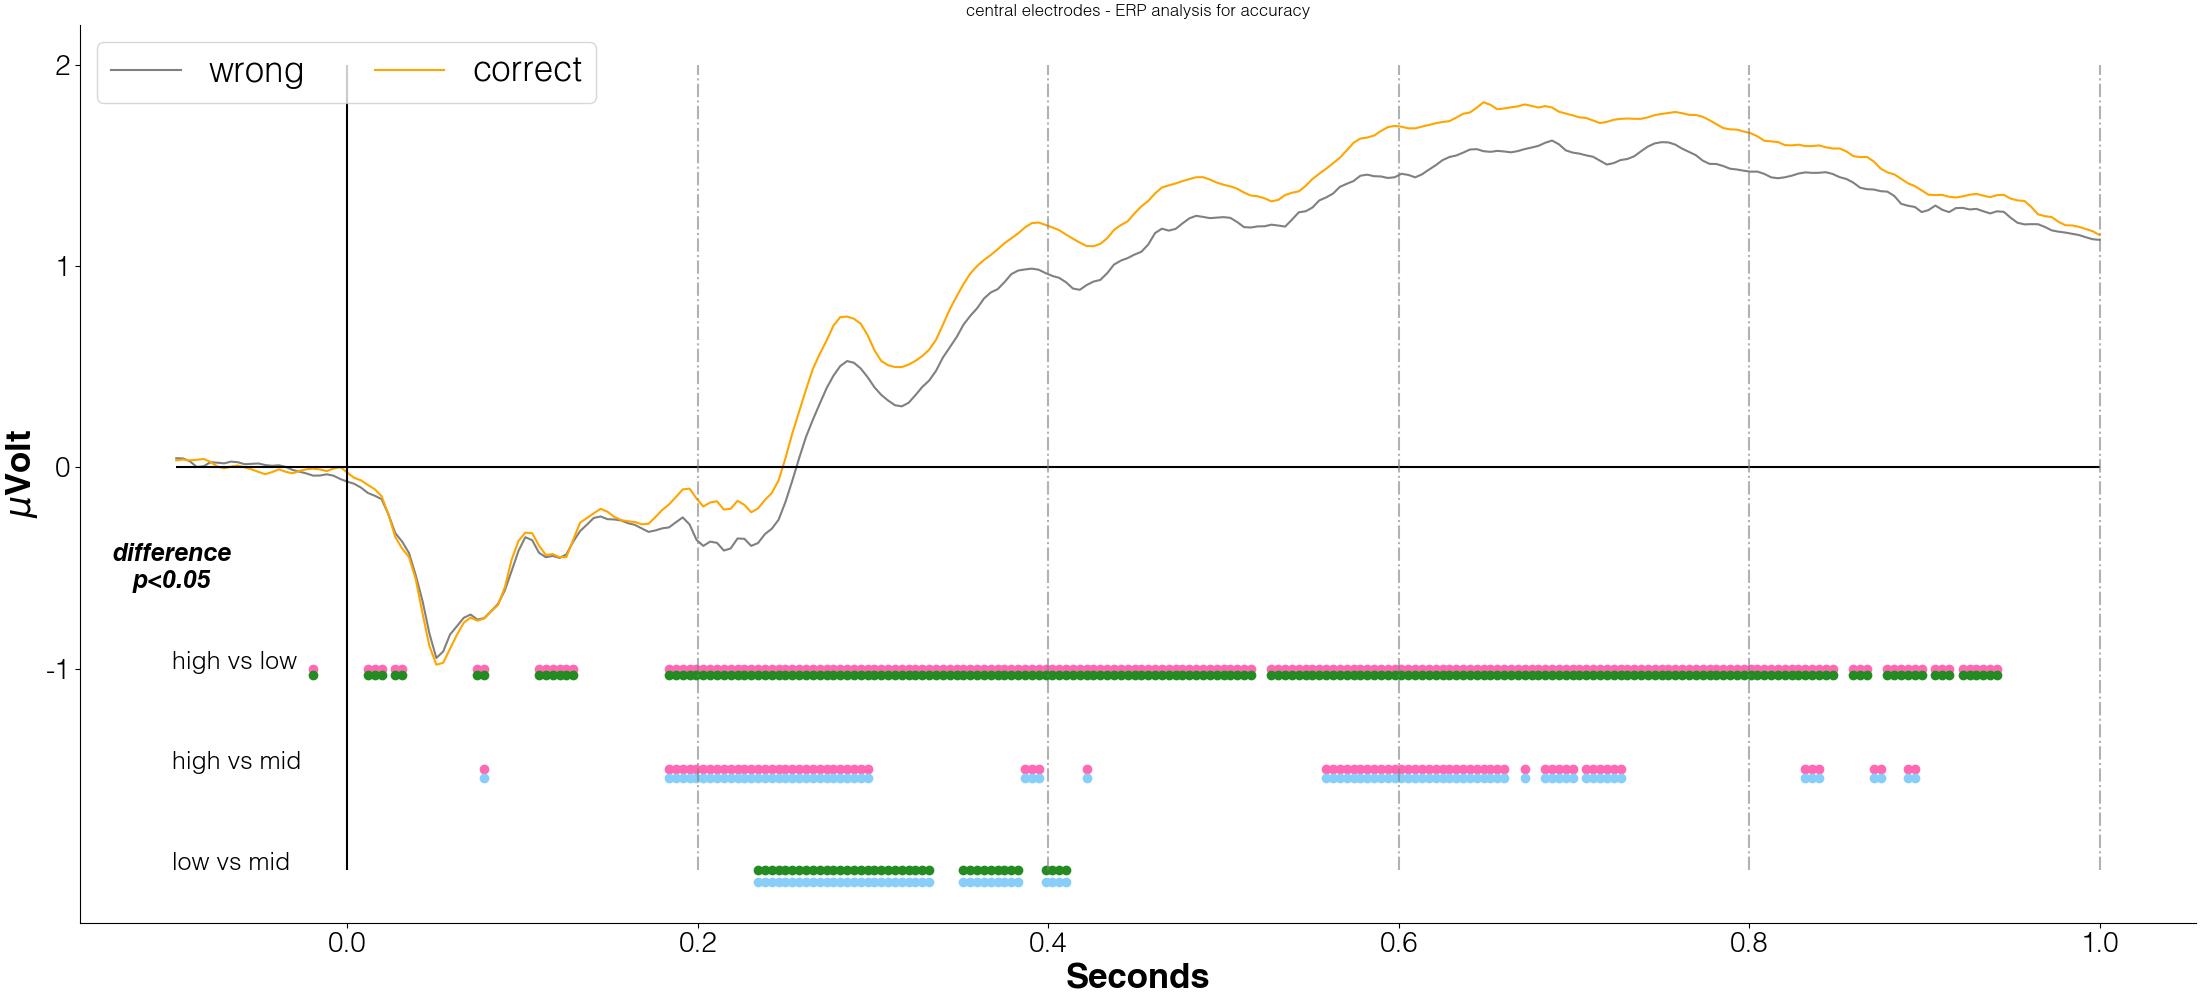 central electrodes - ERP analysis for accuracy
wrong correct
2
1
0
-1
μVolt
difference
p<0.05
high vs low
high vs mid
low vs mid
0.0 0.2 0.4 0.6 0.8 1.0
Seconds